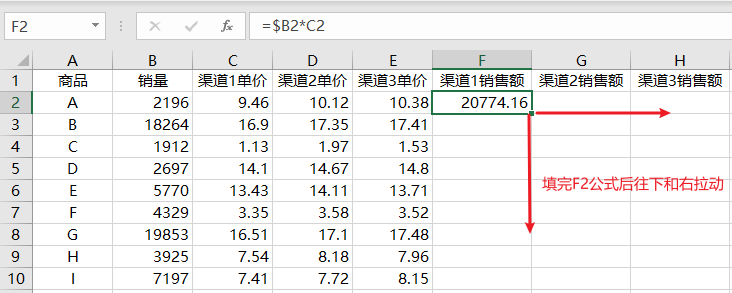 F2 fx =$B2*C2
A B C D E F G H
1 商品 销量 渠道1单价 渠道2单价 渠道3单价 渠道1销售额 渠道2销售额 渠道3销售额
2 A 2196 9.46 10.12 10.38 20774.16
3 B 18264 16.9 17.35 17.41
4 C 1912 1.13 1.97 1.53
5 D 2697 14.1 14.67 14.8
6 E 5770 13.43 14.11 13.71
填完F2公式后往下和右拉动
7 F 4329 3.35 3.58 3.52
8 G 19853 16.51 17.1 17.48
9 H 3925 7.54 8.18 7.96
10 I 7197 7.41 7.72 8.15